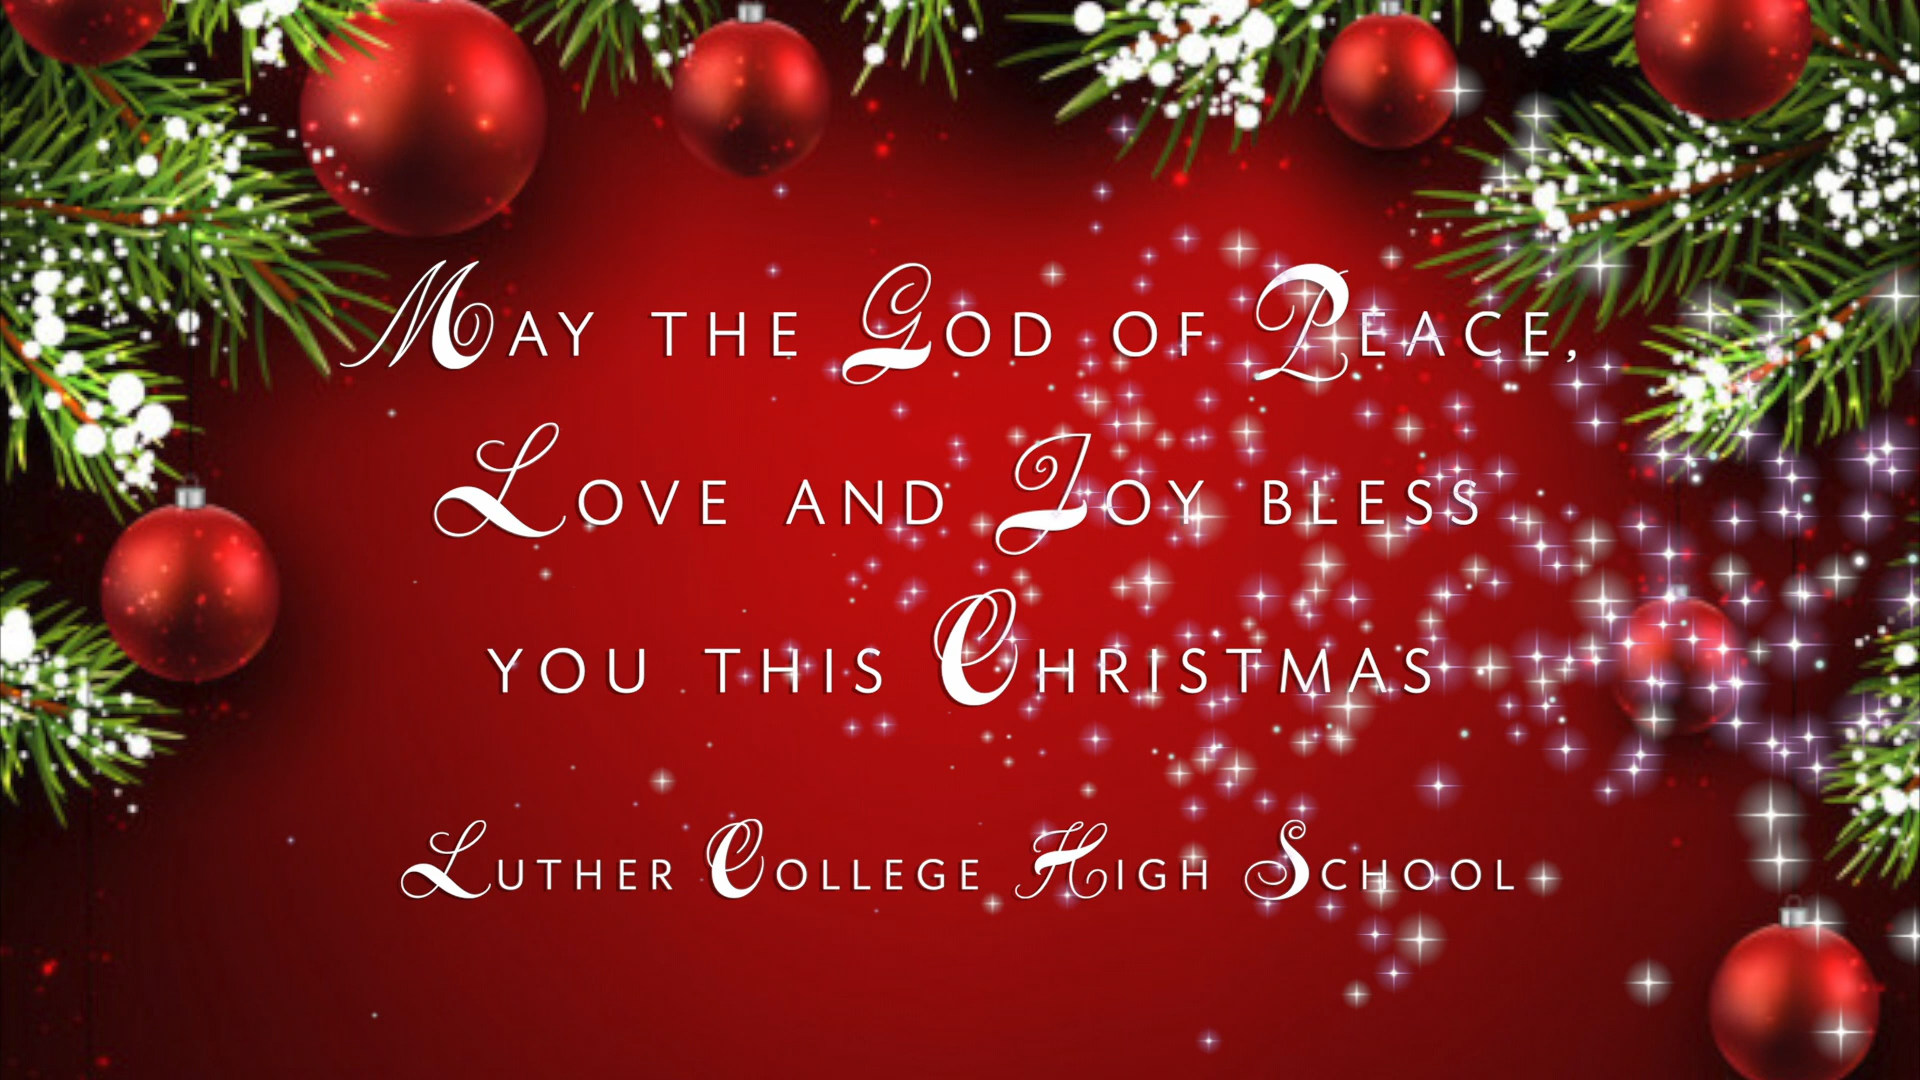 May the God of Peace,
Love and Joy bless
you this Christmas
Luther College High School